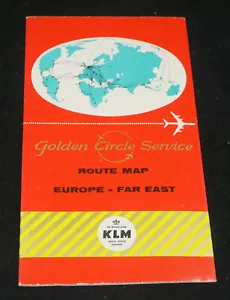 Golden Circle Service
ROUTE MAP
EUROPE - FAR EAST
KLM